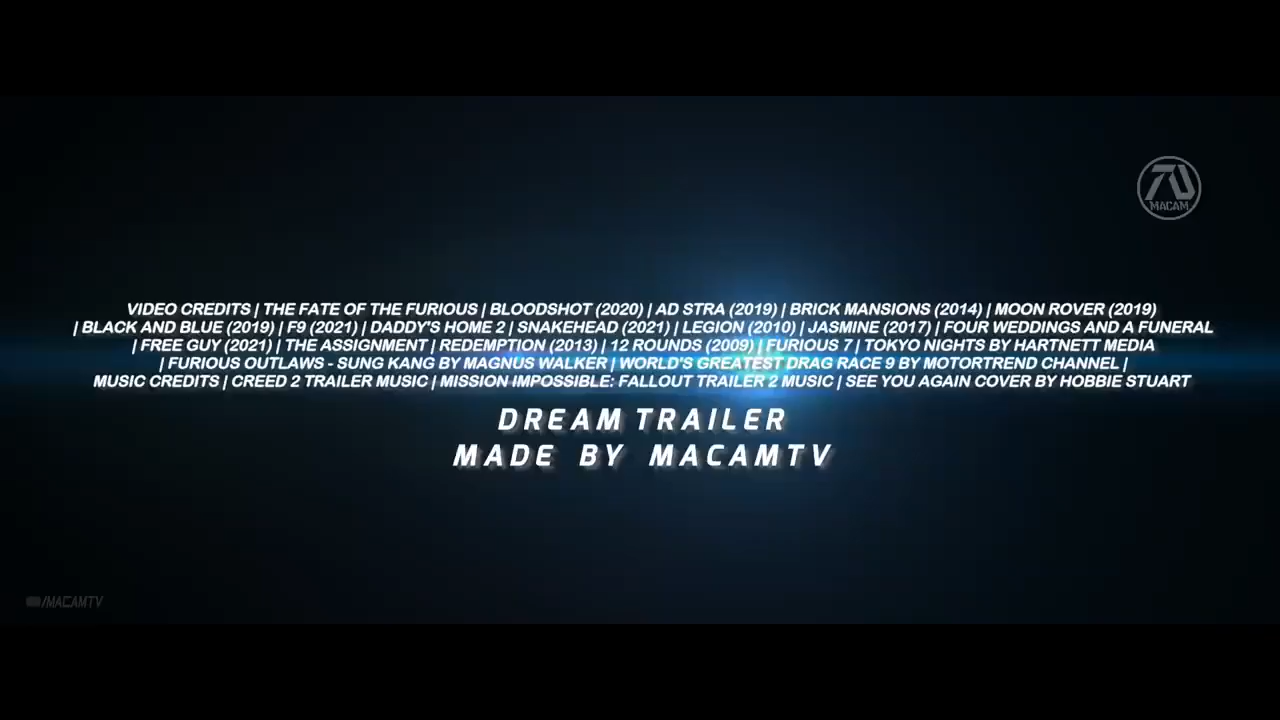 MACAM
VIDEO CREDITS | THE FATE OF THE FURIOUS | BLOODSHOT (2020) | AD STRA (2019) | BRICK MANSIONS (2014) | MOON ROVER (2019)
| BLACK AND BLUE (2019) | F9 (2021) | DADDY'S HOME 2 | SNAKEHEAD (2021) | LEGION (2010) | JASMINE (2017) | FOUR WEDDINGS AND A FUNERAL
| FREE GUY (2021) | THE ASSIGNMENT | REDEMPTION (2013) | 12 ROUNDS (2009) | FURIOUS 7 | TOKYO NIGHTS BY HARTNETT MEDIA
| FURIOUS OUTLAWS - SUNG KANG BY MAGNUS WALKER | WORLD'S GREATEST DRAG RACE 9 BY MOTORTREND CHANNEL |
MUSIC CREDITS | CREED 2 TRAILER MUSIC | MISSION IMPOSSIBLE: FALLOUT TRAILER 2 MUSIC | SEE YOU AGAIN COVER BY HOBBIE STUART
DREAM TRAILER
MADE BY MACAMTV
/MACAMTV